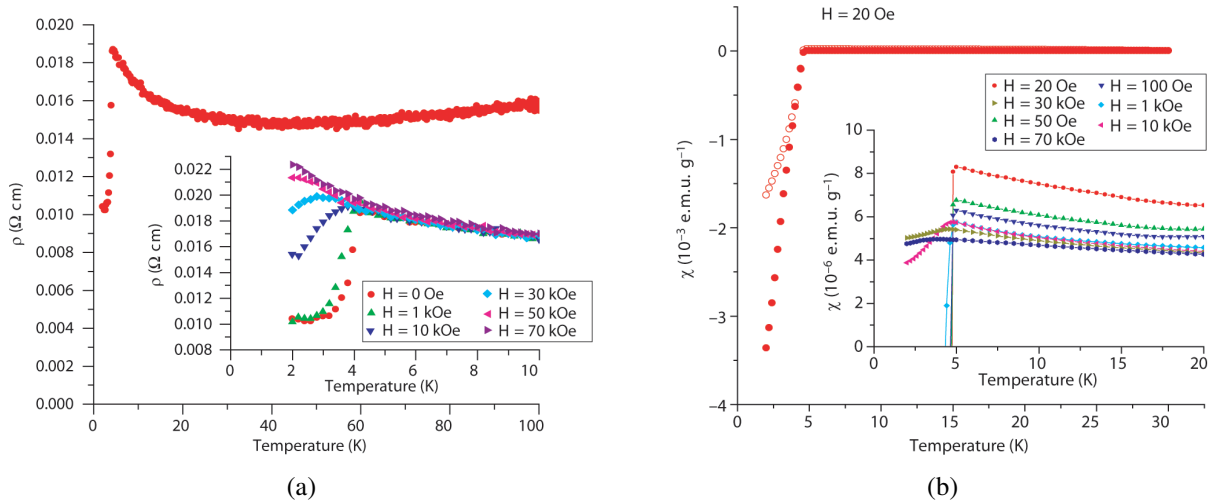 0.020
0.018
0.016
0.014
0.012
0.010
0.008
0.006
0.004
0.002
0.000
ρ (Ω cm)
0 20 40 60 80 100
Temperature (K)
0.022
0.020
0.018
0.016
0.014
0.012
0.010
0.008
ρ (Ω cm)
H = 0 Oe
H = 1 kOe
H = 10 kOe
H = 30 kOe
H = 50 kOe
H = 70 kOe
0 2 4 6 8 10
Temperature (K)
(a)
H = 20 Oe
0
−1
−2
−3
−4
χ (10⁻³ e.m.u. g⁻¹)
0 5 10 15 20 25 30
Temperature (K)
H = 20 Oe
H = 30 kOe
H = 50 Oe
H = 70 kOe
H = 100 Oe
H = 1 kOe
H = 10 kOe
10
8
6
4
2
0
χ (10⁻⁶ e.m.u. g⁻¹)
0 5 10 15 20
Temperature (K)
(b)